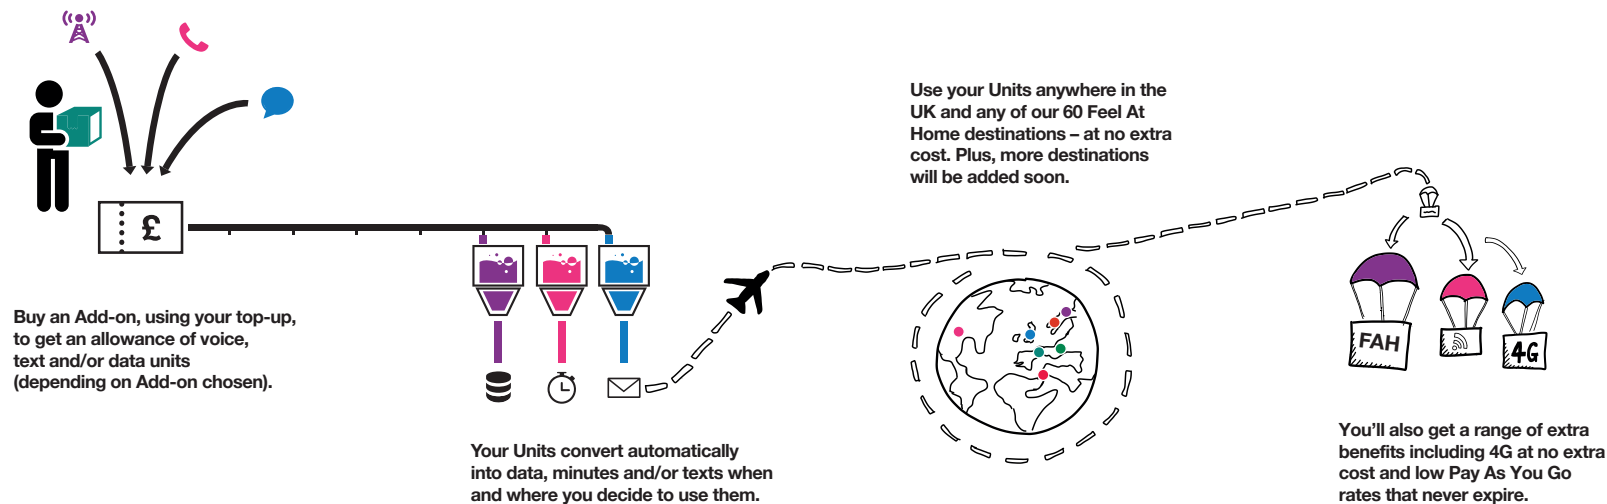 £
Buy an Add-on, using your top-up,
to get an allowance of voice,
text and/or data units
(depending on Add-on chosen).
Your Units convert automatically
into data, minutes and/or texts when
and where you decide to use them.
Use your Units anywhere in the
UK and any of our 60 Feel At
Home destinations – at no extra
cost. Plus, more destinations
will be added soon.
FAH
4G
You’ll also get a range of extra
benefits including 4G at no extra
cost and low Pay As You Go
rates that never expire.